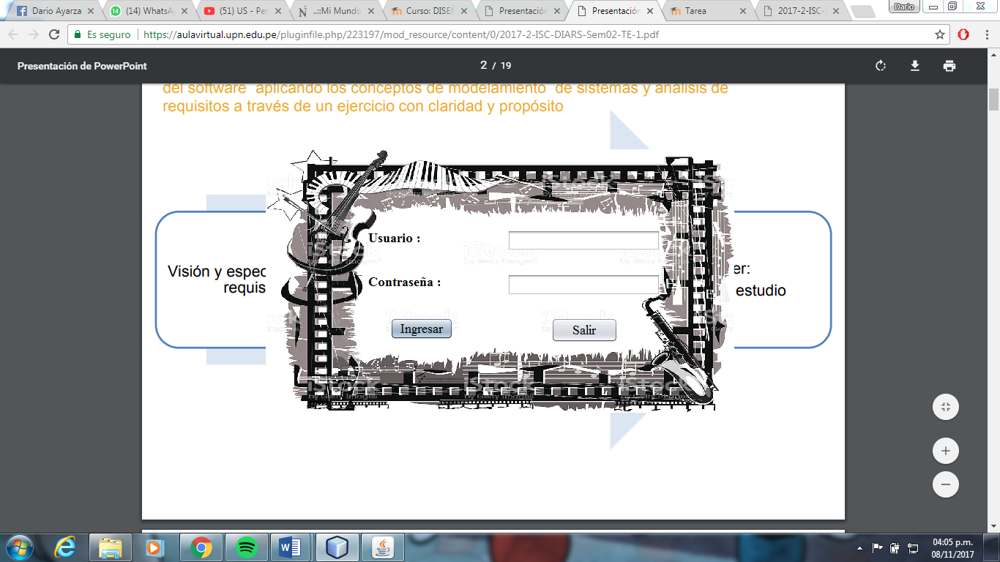 Dario Ayarza
(14) WhatsA
(51) US - Per
..::Mi Mundo
Curso: DISEÑ
Presentación
Presentación
Tarea
2017-2-ISC-
Dario
Es seguro
https://aulavirtual.upn.edu.pe/pluginfile.php/223197/mod_resource/content/0/2017-2-ISC-DIARS-Sem02-TE-1.pdf
Presentación de PowerPoint
2 / 19
del software aplicando los conceptos de modelamiento de sistemas y análisis de
requisitos a través de un ejercicio con claridad y propósito
Visión y espec
requis
er:
estudio
Usuario :
Contraseña :
Ingresar
Salir
iStock
by Getty Images
04:05 p.m.
08/11/2017